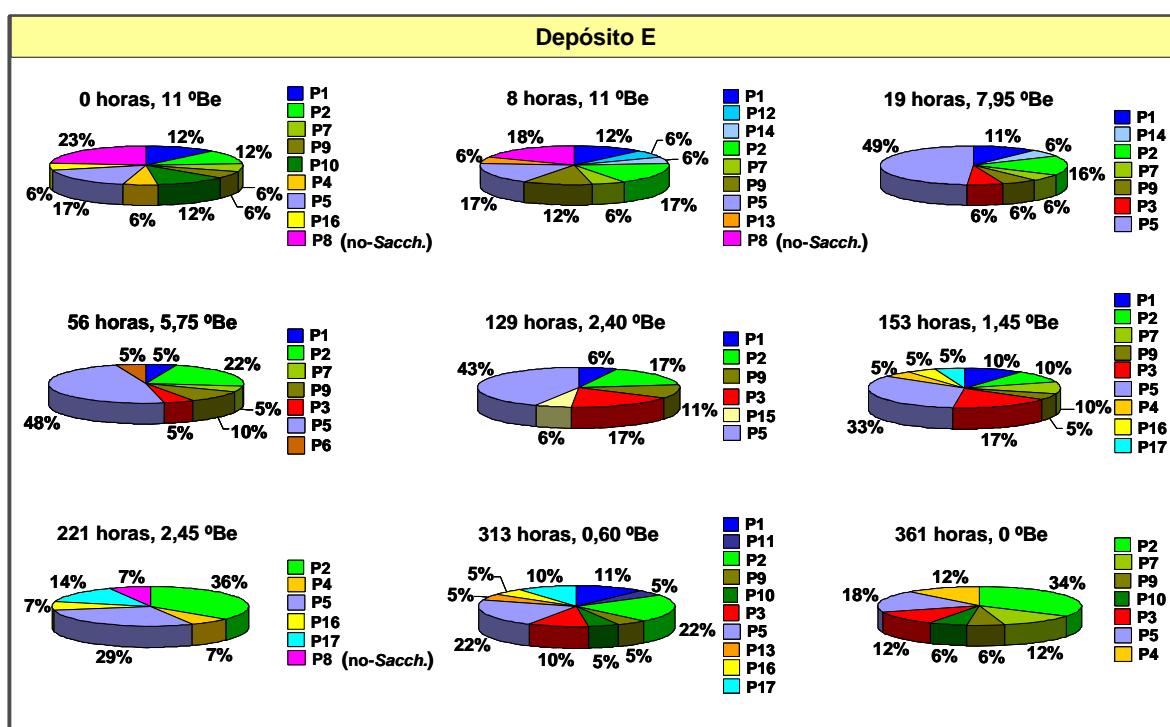 Depósito E
0 horas, 11 ºBe
23%
12%
12%
6%
6%
12%
6%
17%
6%
P1
P2
P7
P9
P10
P4
P5
P16
P8 (no-Sacch.)
8 horas, 11 ºBe
18%
12%
6%
6%
17%
6%
12%
17%
6%
P1
P12
P14
P2
P7
P9
P5
P13
P8 (no-Sacch.)
19 horas, 7,95 ºBe
49%
11%
6%
16%
6%
6%
6%
P1
P14
P2
P7
P9
P3
P5
56 horas, 5,75 ºBe
5%
5%
22%
5%
10%
5%
48%
P1
P2
P7
P9
P3
P5
P6
129 horas, 2,40 ºBe
43%
6%
17%
11%
17%
6%
P1
P2
P9
P3
P15
P5
153 horas, 1,45 ºBe
5%
5%
5%
10%
10%
10%
5%
17%
33%
P1
P2
P7
P9
P3
P5
P4
P16
P17
221 horas, 2,45 ºBe
14%
7%
36%
7%
29%
7%
P2
P4
P5
P16
P17
P8 (no-Sacch.)
313 horas, 0,60 ºBe
5%
10%
11%
5%
5%
22%
5%
5%
10%
22%
P1
P11
P2
P9
P10
P3
P5
P13
P16
P17
361 horas, 0 ºBe
12%
34%
18%
12%
6%
6%
12%
P2
P7
P9
P10
P3
P5
P4